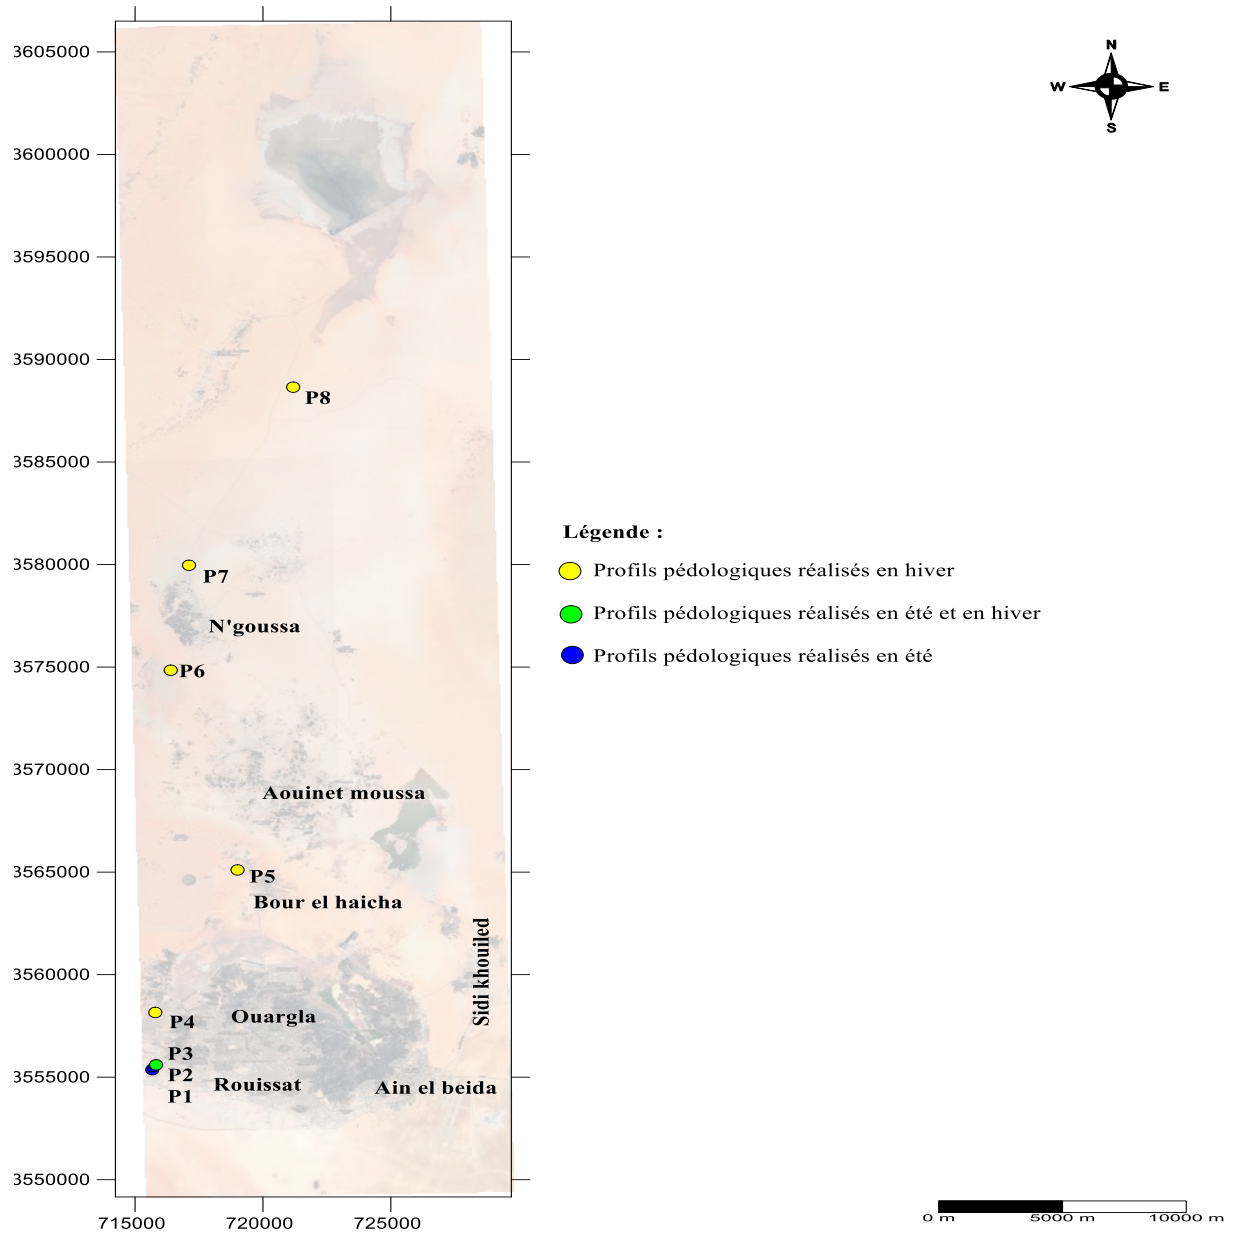 N
W E
S
3605000
3600000
3595000
3590000
P8
3585000
Légende :
Profils pédologiques réalisés en hiver
Profils pédologiques réalisés en été et en hiver
Profils pédologiques réalisés en été
3580000
P7
N'goussa
3575000
P6
3570000
Aouinet moussa
3565000
P5
Bour el haicha
Sidi khouiled
3560000
P4
Ouargla
P3
3555000
P2
P1
Rouissat
Ain el beida
3550000
715000 720000 725000
0 m 5000 m 10000 m